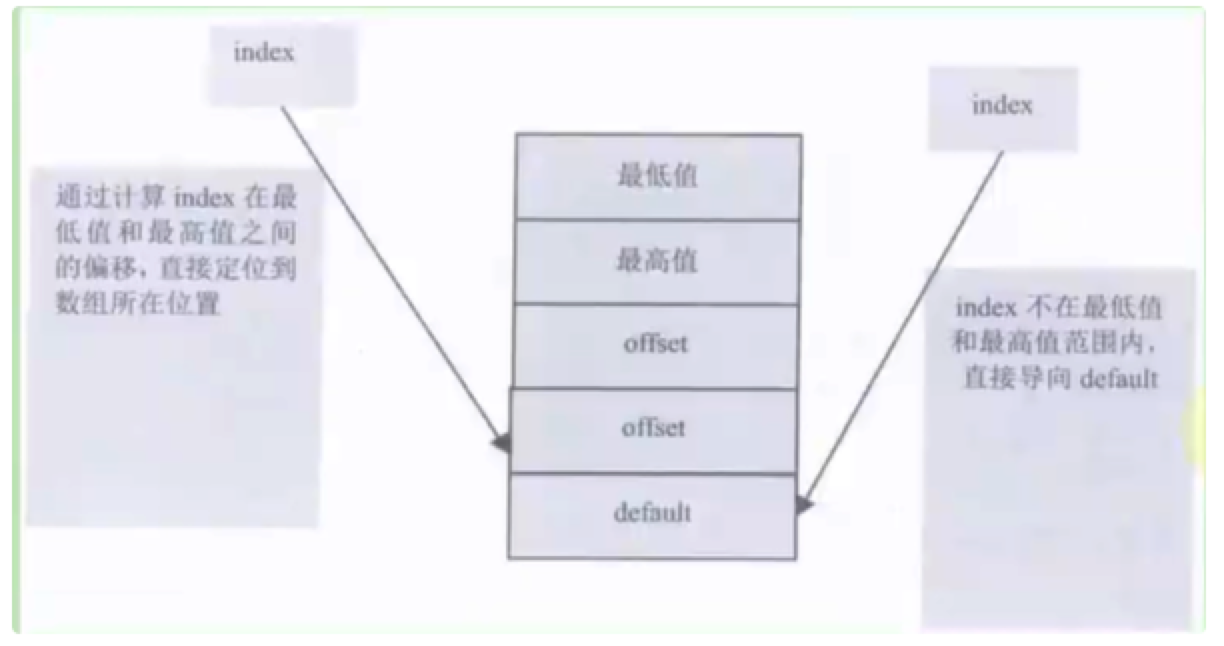 index
通过计算 index 在最
低值和最高值之间
的偏移，直接定位到
数组所在位置
最低值
最高值
offset
offset
default
index
index 不在最低值
和最高值范围内，
直接导向 default